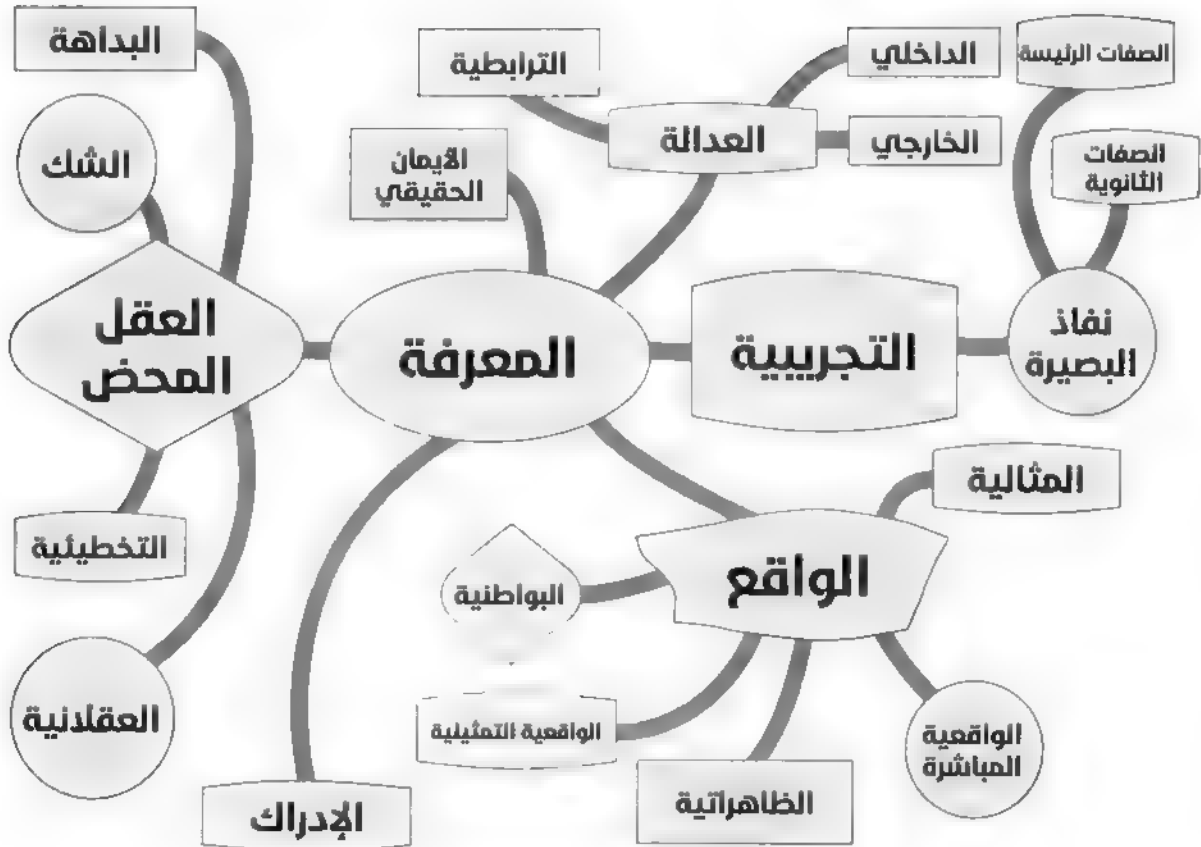 البداهة
الشك
العقل
المحض
التخطيئية
العقلانية
المعرفة
الأيمان
الحقيقي
الترابطية
العدالة
الداخلي
الخارجي
التجريبية
نفاذ
البصيرة
الصفات الرئيسة
الصفات
الثانوية
الواقع
المثالية
البواطنية
الواقعية التمثيلية
الظاهراتية
الواقعية
المباشرة
الإدراك